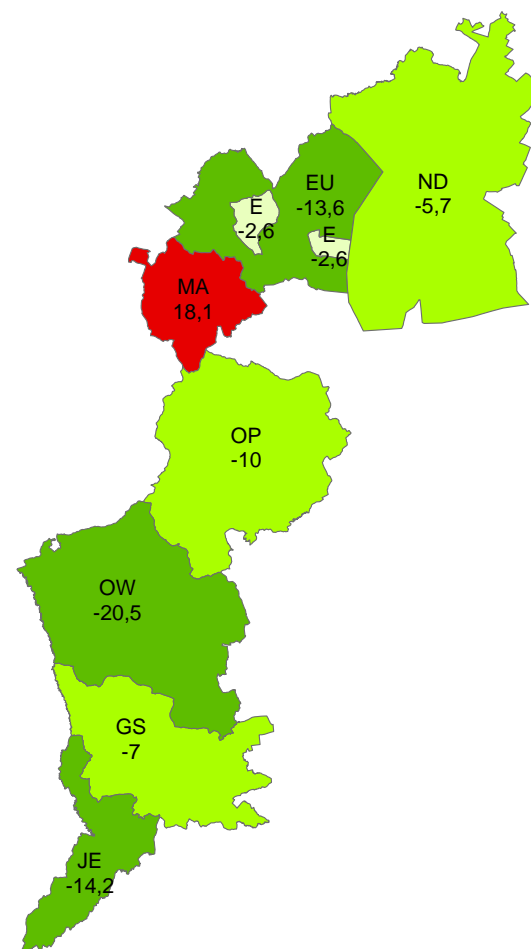 ND
-5,7
EU
-13,6
E
-2,6
E
-2,6
MA
18,1
OP
-10
OW
-20,5
GS
-7
JE
-14,2